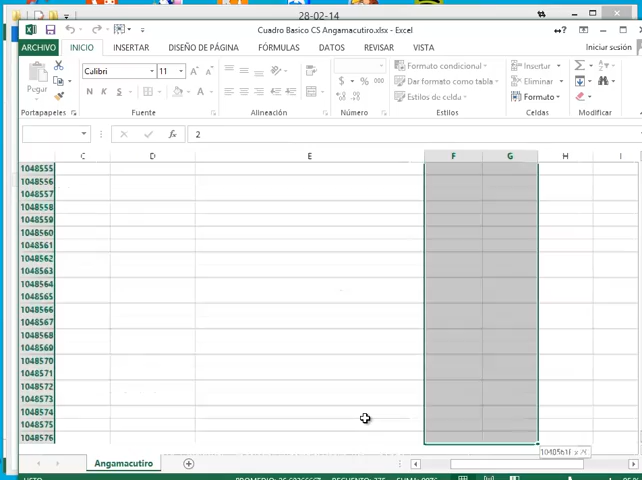 28-02-14
Cuadro Basico CS Angamacutiro.xlsx - Excel
ARCHIVO INICIO INSERTAR DISEÑO DE PÁGINA FÓRMULAS DATOS REVISAR VISTA Iniciar sesión
Calibri 11
Pegar
$ % 000
Formato condicional
Dar formato como tabla
Estilos de celda
Insertar
Eliminar
Formato
N K S
Portapapeles Fuente Alineación Número Estilos Celdas Modificar
fx 2
C D E F G H I
1048555
1048556
1048557
1048558
1048559
1048560
1048561
1048562
1048563
1048564
1048565
1048566
1048567
1048568
1048569
1048570
1048571
1048572
1048573
1048574
1048575
1048576
Angamacutiro